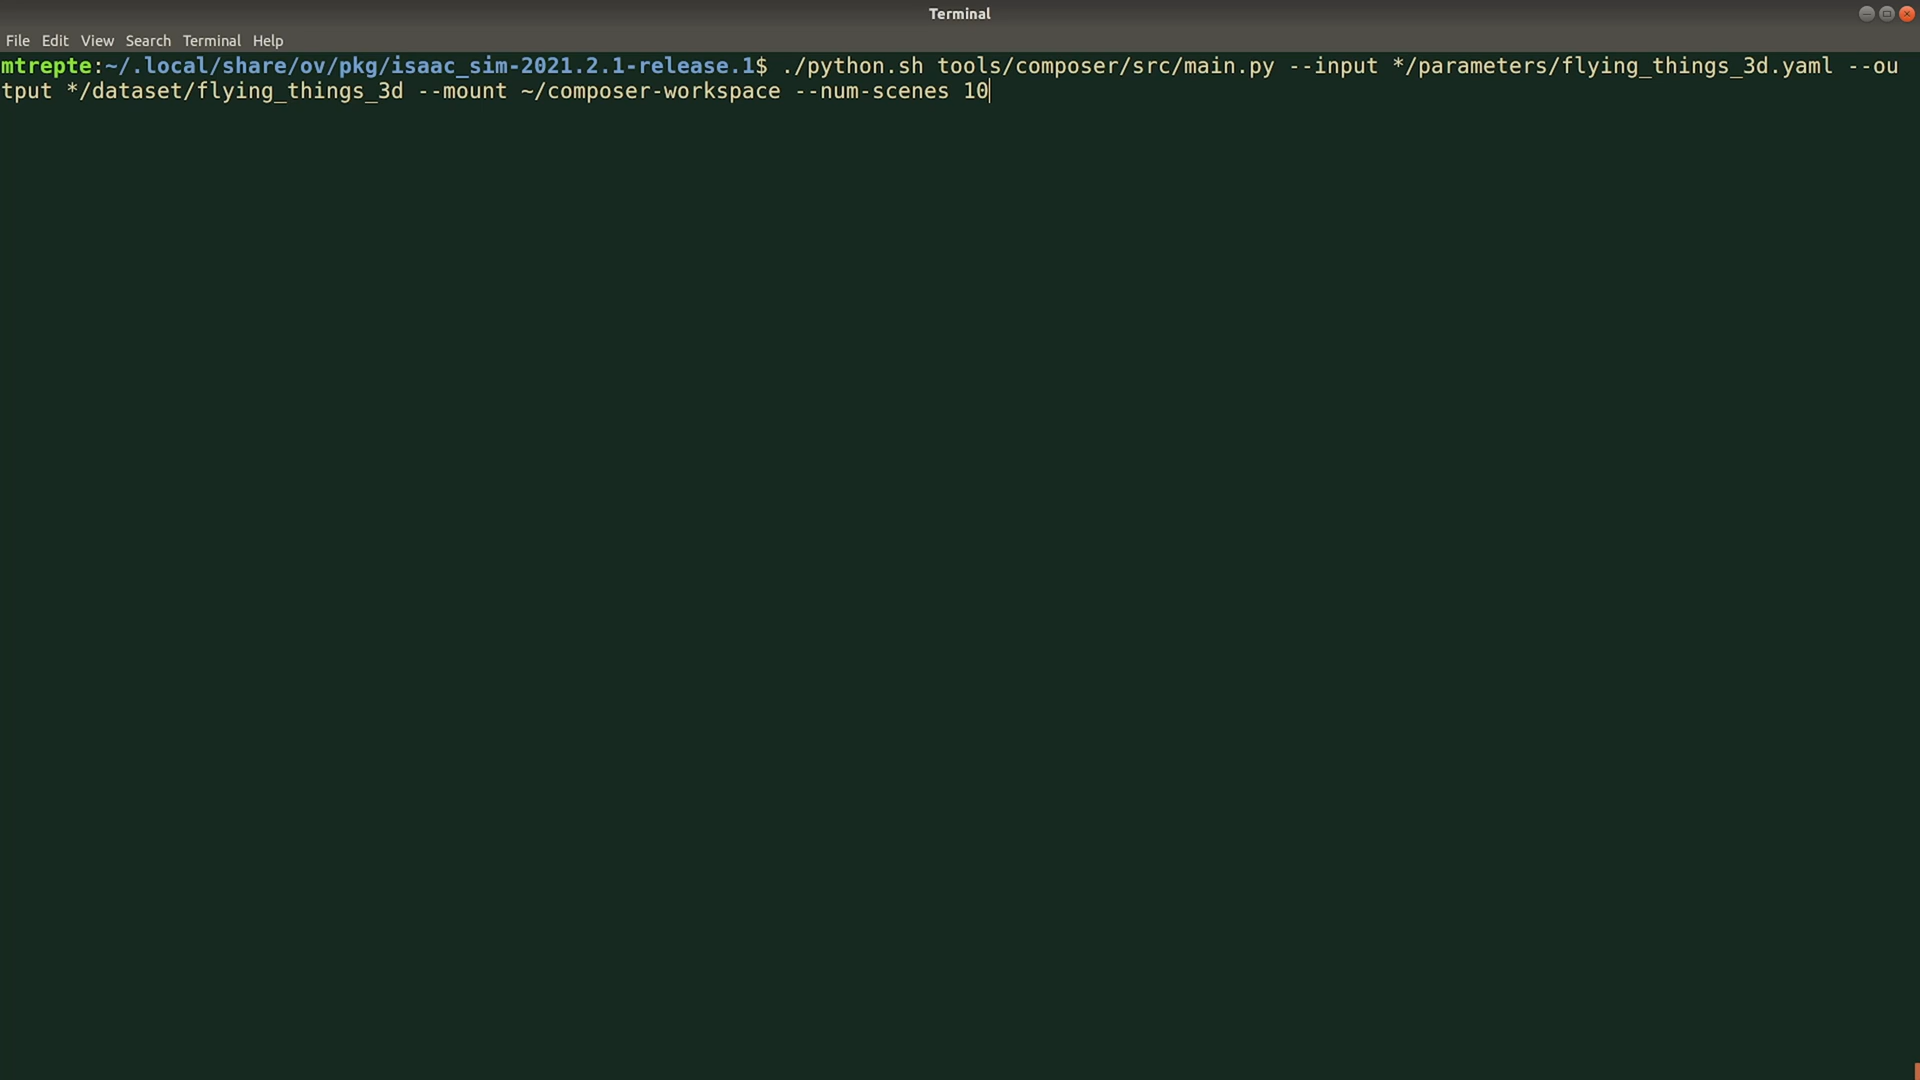 Terminal
File Edit View Search Terminal Help
mtrepte:~/.local/share/ov/pkg/isaac_sim-2021.2.1-release.1$ ./python.sh tools/composer/src/main.py --input */parameters/flying_things_3d.yaml --ou
tput */dataset/flying_things_3d --mount ~/composer-workspace --num-scenes 10